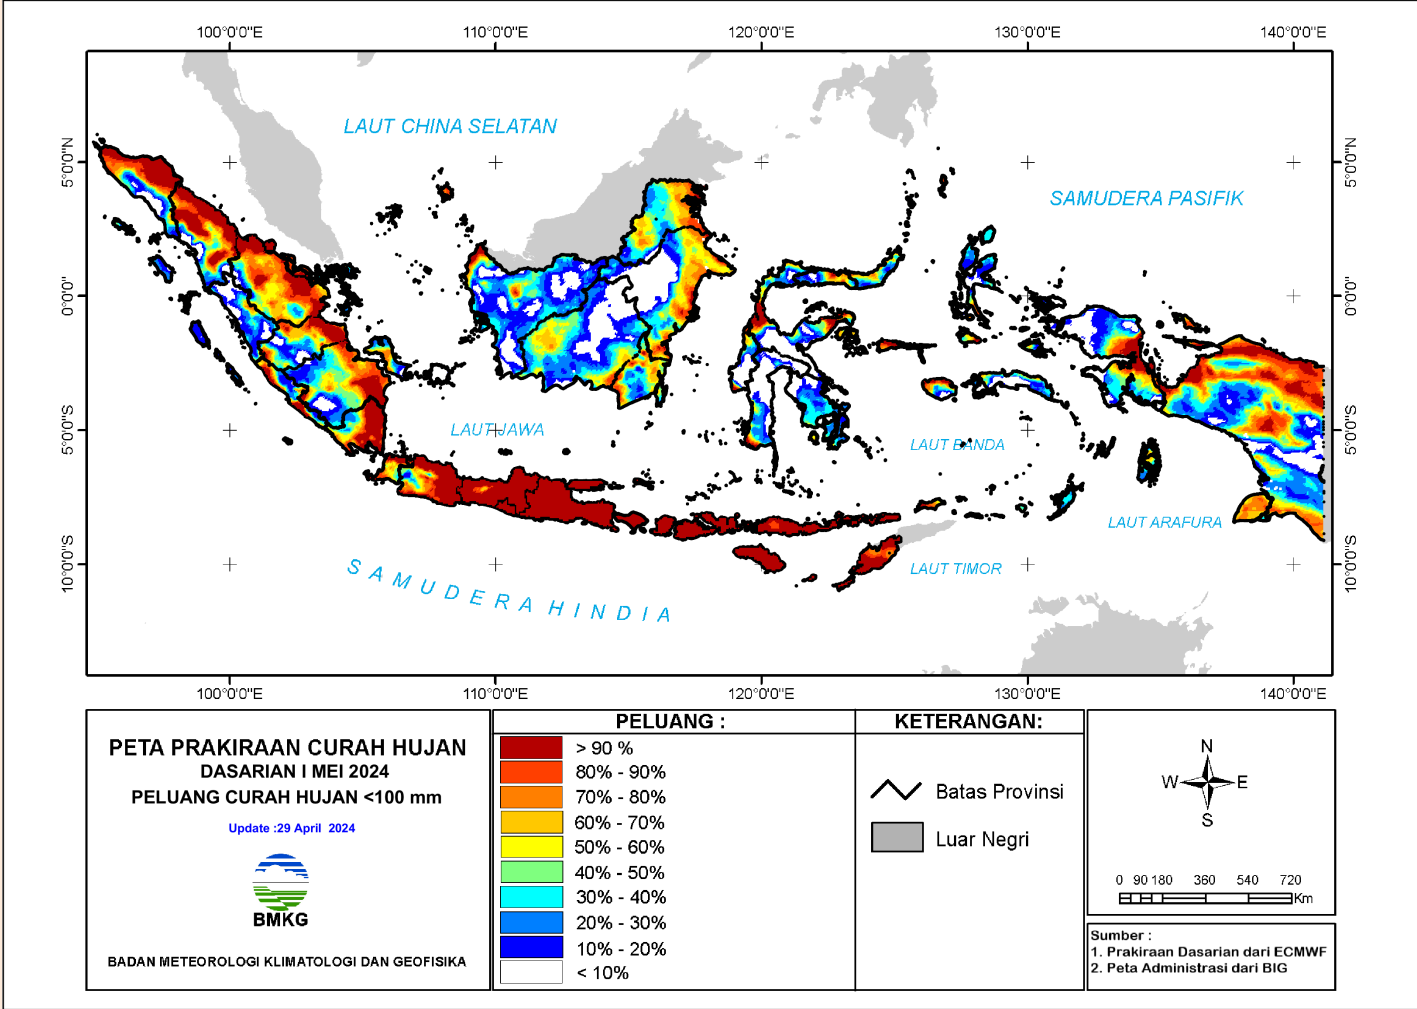 100°0'0"E 110°0'0"E 120°0'0"E 130°0'0"E 140°0'0"E
5°0'0"N
0°0'0"
5°0'0"S
10°0'0"S
LAUT CHINA SELATAN
SAMUDERA PASIFIK
LAUT JAWA
LAUT BANDA
LAUT ARAFURA
LAUT TIMOR
SAMUDERA HINDIA
5°0'0"N
0°0'0"
5°0'0"S
10°0'0"S
100°0'0"E 110°0'0"E 120°0'0"E 130°0'0"E 140°0'0"E
PETA PRAKIRAAN CURAH HUJAN
DASARIAN I MEI 2024
PELUANG CURAH HUJAN <100 mm
Update :29 April 2024
BMKG
BADAN METEOROLOGI KLIMATOLOGI DAN GEOFISIKA
PELUANG :
> 90 %
80% - 90%
70% - 80%
60% - 70%
50% - 60%
40% - 50%
30% - 40%
20% - 30%
10% - 20%
< 10%
KETERANGAN:
Batas Provinsi
Luar Negri
N
W E
S
0 90 180 360 540 720
Km
Sumber :
1. Prakiraan Dasarian dari ECMWF
2. Peta Administrasi dari BIG